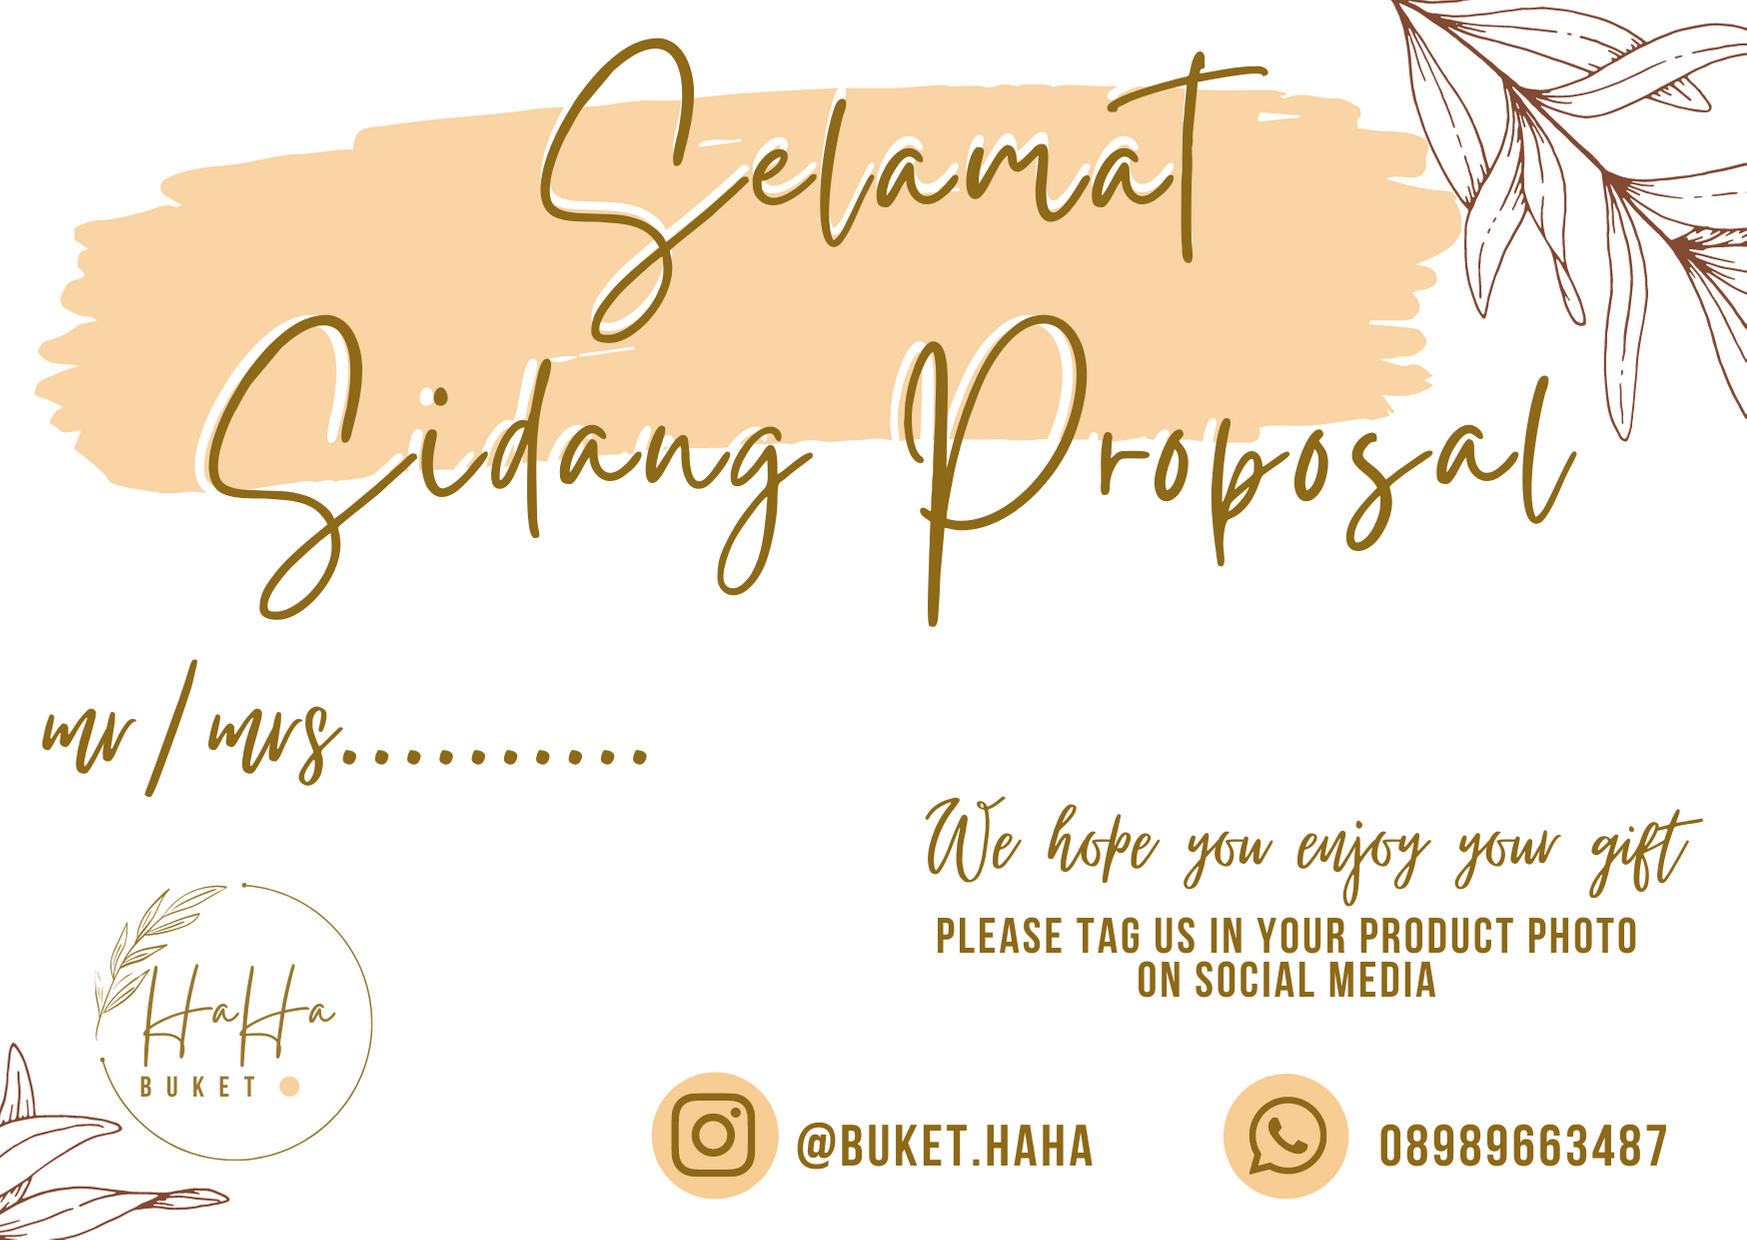 Selamat
Sidang Proposal
mr/mrs..........
We hope you enjoy your gift
PLEASE TAG US IN YOUR PRODUCT PHOTO
ON SOCIAL MEDIA
HaHa
BUKET
@BUKET.HAHA
08989663487